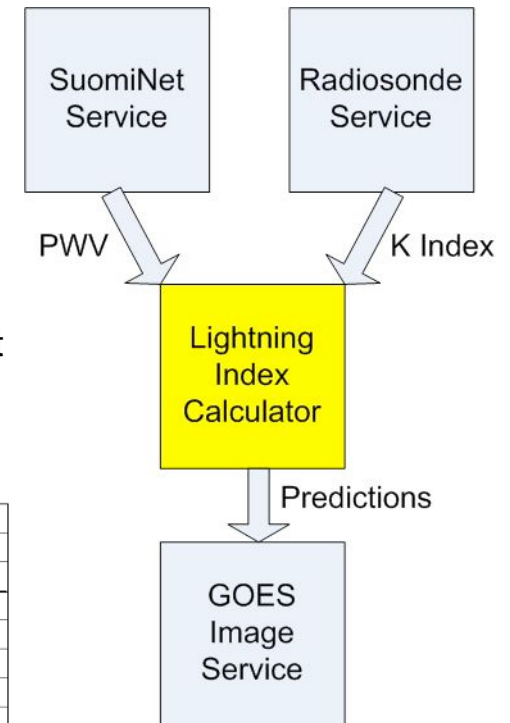 SuomiNet
Service
Radiosonde
Service
PWV
K Index
Lightning
Index
Calculator
Predictions
GOES
Image
Service